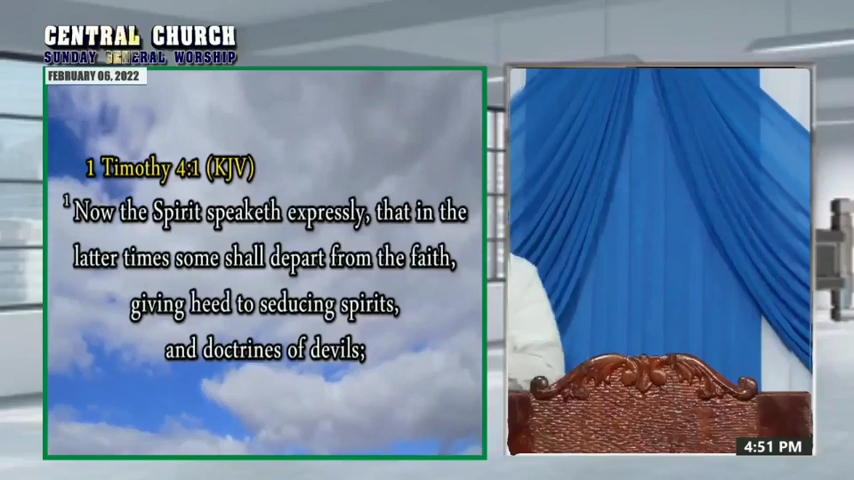 CENTRAL CHURCH
SUNDAY GENERAL WORSHIP
FEBRUARY 06, 2022
1 Timothy 4:1 (KJV)
1 Now the Spirit speaketh expressly, that in the
latter times some shall depart from the faith,
giving heed to seducing spirits,
and doctrines of devils;
4:51 PM